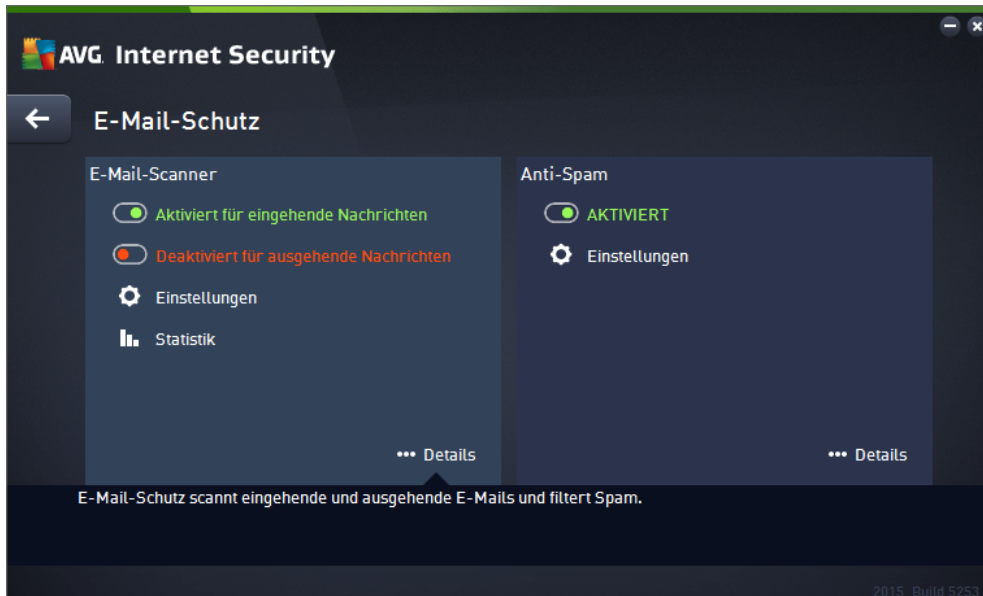 AVG. Internet Security
E-Mail-Schutz
E-Mail-Scanner
Aktiviert für eingehende Nachrichten
Deaktiviert für ausgehende Nachrichten
Einstellungen
Statistik
••• Details
Anti-Spam
AKTIVIERT
Einstellungen
••• Details
E-Mail-Schutz scannt eingehende und ausgehende E-Mails und filtert Spam.
2015 Build 5253